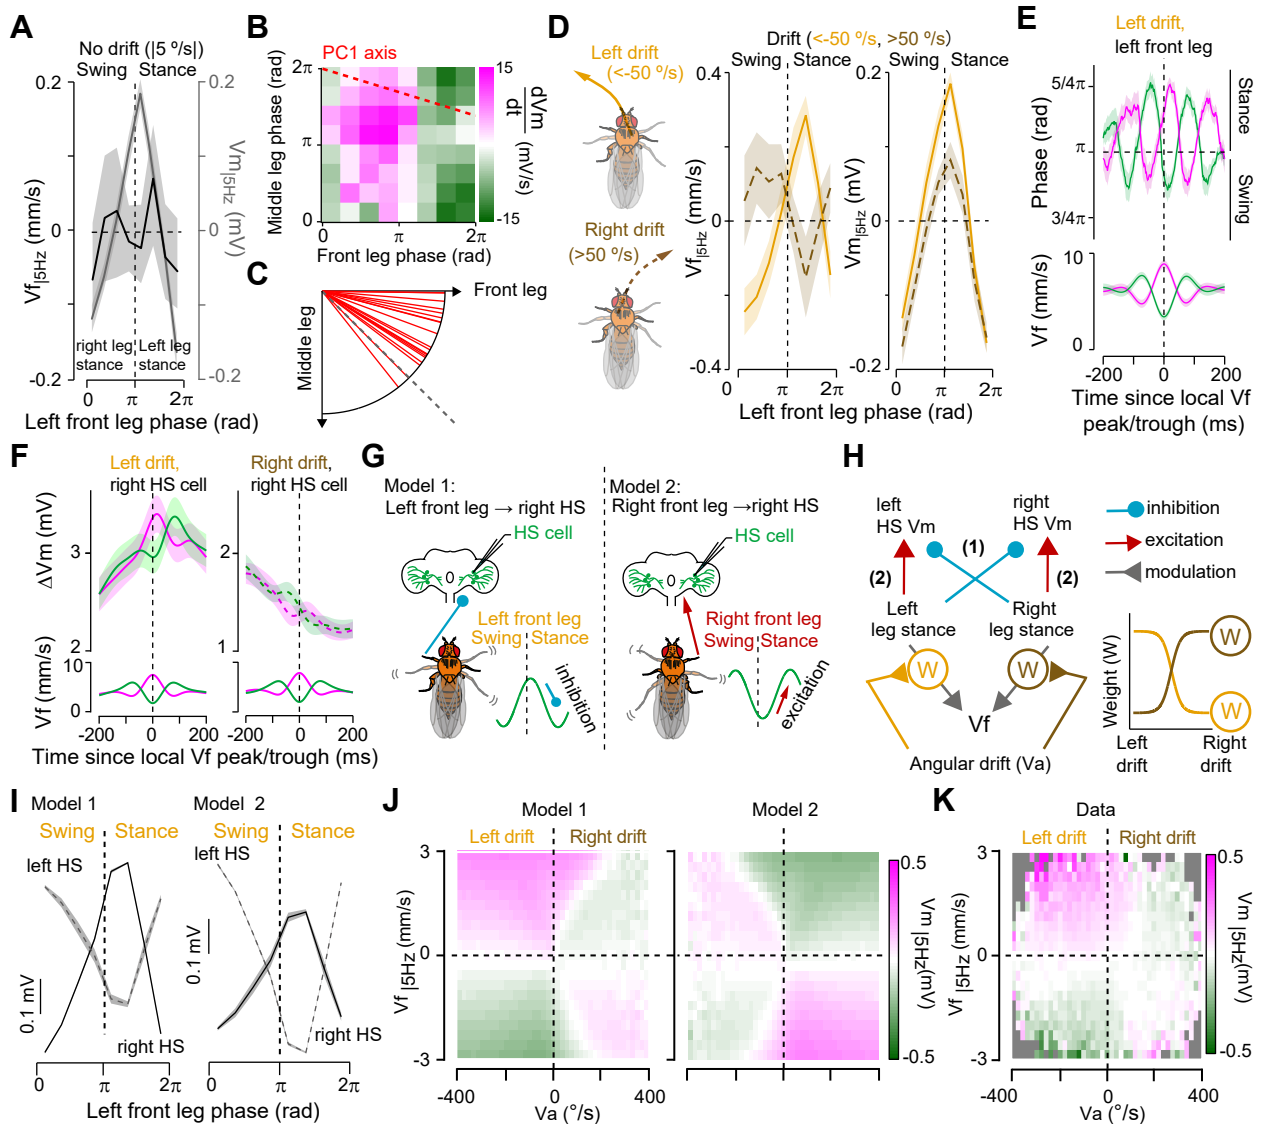 A
No drift (|5 º/s|)
Swing
Stance
0.2
0.1
0
-0.1
-0.2
0.2
0
-0.2
Vf|5Hz (mm/s)
Vm|5Hz (mV)
right leg
stance
Left leg
stance
0
π
2π
Left front leg phase (rad)
B
PC1 axis
2π
π
0
Middle leg phase (rad)
0
π
2π
Front leg phase (rad)
15
-15
dVm
dt
(mV/s)
C
Front leg
Middle leg
D
Left drift
(<-50 º/s)
Right drift
(>50 º/s)
Drift (<-50 º/s, >50 º/s)
Swing
Stance
Swing
Stance
0.4
0
-0.4
Vf|5Hz (mm/s)
0.2
0
-0.2
Vm|5Hz (mV)
0
π
2π
0
π
2π
Left front leg phase (rad)
E
Left drift,
left front leg
5/4π
π
3/4π
Phase (rad)
Stance
Swing
10
0
Vf (mm/s)
-200
0
200
Time since local Vf
peak/trough (ms)
F
Left drift,
right HS cell
Right drift,
right HS cell
ΔVm (mV)
3
2
2
1
Vf (mm/s)
10
0
-200
0
200
-200
0
200
Time since local Vf peak/trough (ms)
G
Model 1:
Left front leg → right HS
HS cell
Left front leg
Swing Stance
inhibition
Model 2:
Right front leg →right HS
HS cell
Right front leg
Swing Stance
excitation
H
left
HS Vm
right
HS Vm
(1)
(2)
(2)
Left
leg stance
Right
leg stance
W
W
Vf
Angular drift (Va)
inhibition
excitation
modulation
Weight (W)
W
W
Left
drift
Right
drift
I
Model 1
Swing
Stance
left HS
right HS
0.1 mV
Model 2
Swing
Stance
left HS
right HS
0.1 mV
0
π
2π
0
π
2π
Left front leg phase (rad)
J
Model 1
Left drift
Right drift
Model 2
3
0
-3
Vf |5Hz (mm/s)
-400
0
400
Va (°/s)
0.5
-0.5
Vm |5Hz(mV)
K
Data
Left drift
Right drift
3
0
-3
Vf |5Hz (mm/s)
-400
0
400
Va (°/s)
0.5
-0.5
Vm |5Hz(mV)